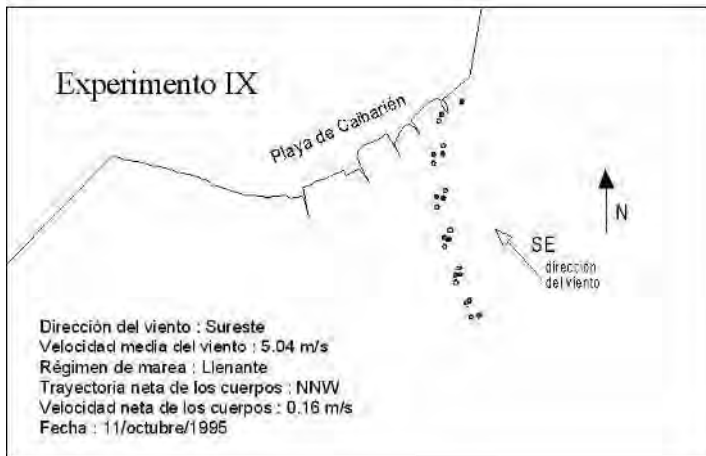 Experimento IX
Playa de Caibarién
N
SE
dirección
del viento
Dirección del viento : Sureste
Velocidad media del viento : 5.04 m/s
Régimen de marea : Llenante
Trayectoria neta de los cuerpos : NNW
Velocidad neta de los cuerpos : 0.16 m/s
Fecha : 11/octubre/1995